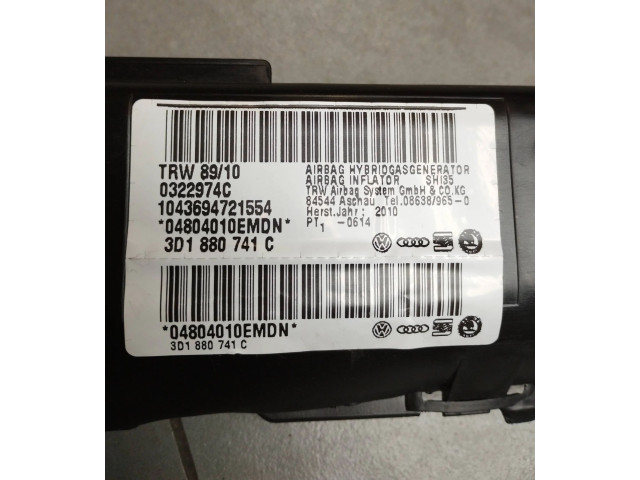 TRW 89/10
0322974C
1043694721554
*04804010EMDN*
3D1 880 741 C
AIRBAG HYBRIDGASGENERATOR
AIRBAG INFLATOR SHI35
TRW Airbag System GmbH & CO.KG
84544 Aschau Tel.08638/965-0
Herst.Jahr: 2010
PT1 -0614
*04804010EMDN*
3D1 880 741 C